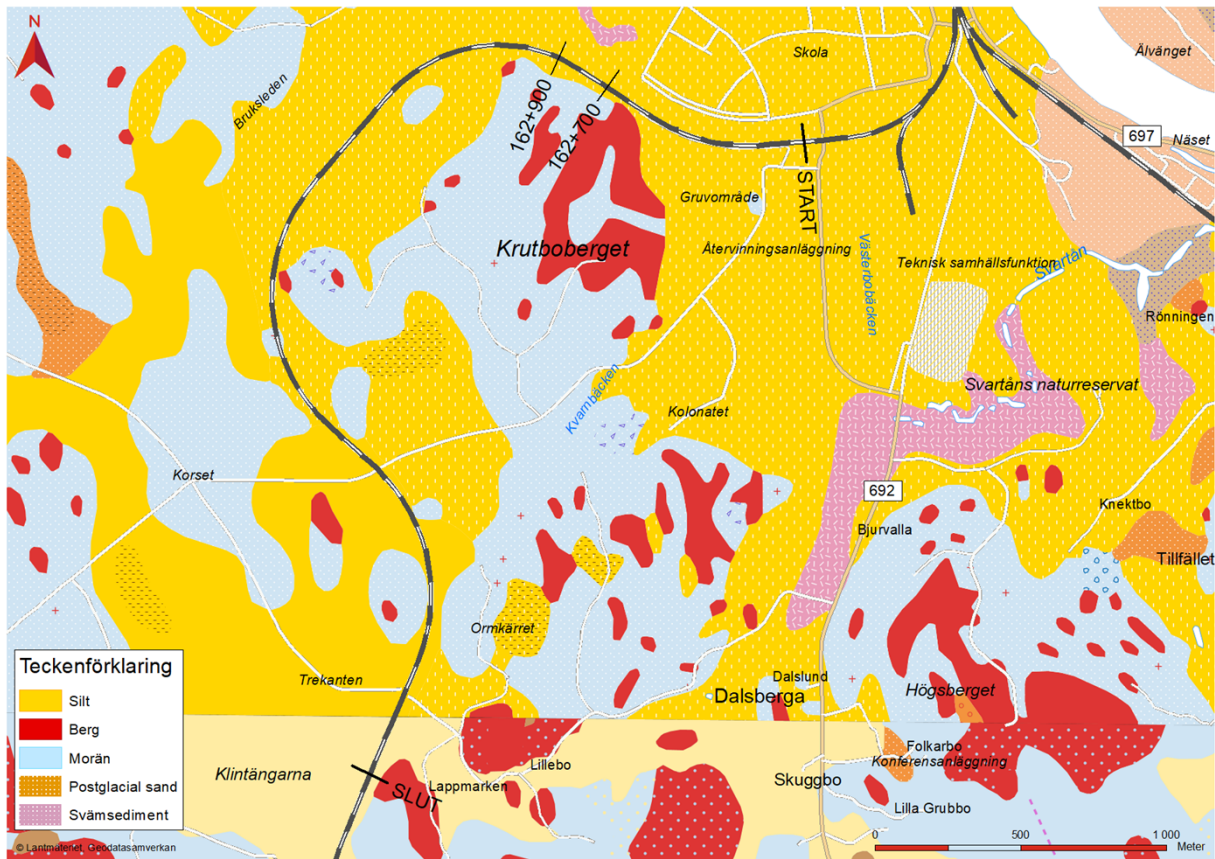 N
Skola
Älvänget
Bruksleden
162+900
162+700
697
Näset
START
Gruvområde
Krutboberget
Återvinningsanläggning
Västerbobäcken
Teknisk samhällsfunktion
Svartån
Rönningen
Kvarnbäcken
Svartåns naturreservat
Kolonatet
Korset
692
Knektbo
Bjurvalla
Tillfället
Ormkärret
Teckenförklaring
Silt
Berg
Morän
Postglacial sand
Svämsediment
Trekanten
Dalslund
Dalsberga
Högsberget
Folkarbo
Konferensanläggning
Klintängarna
Lillebo
Skuggbo
SLUT
Lappmarken
Lilla Grubbo
0 500 1 000
Meter
© Lantmäteriet, Geodatasamverkan